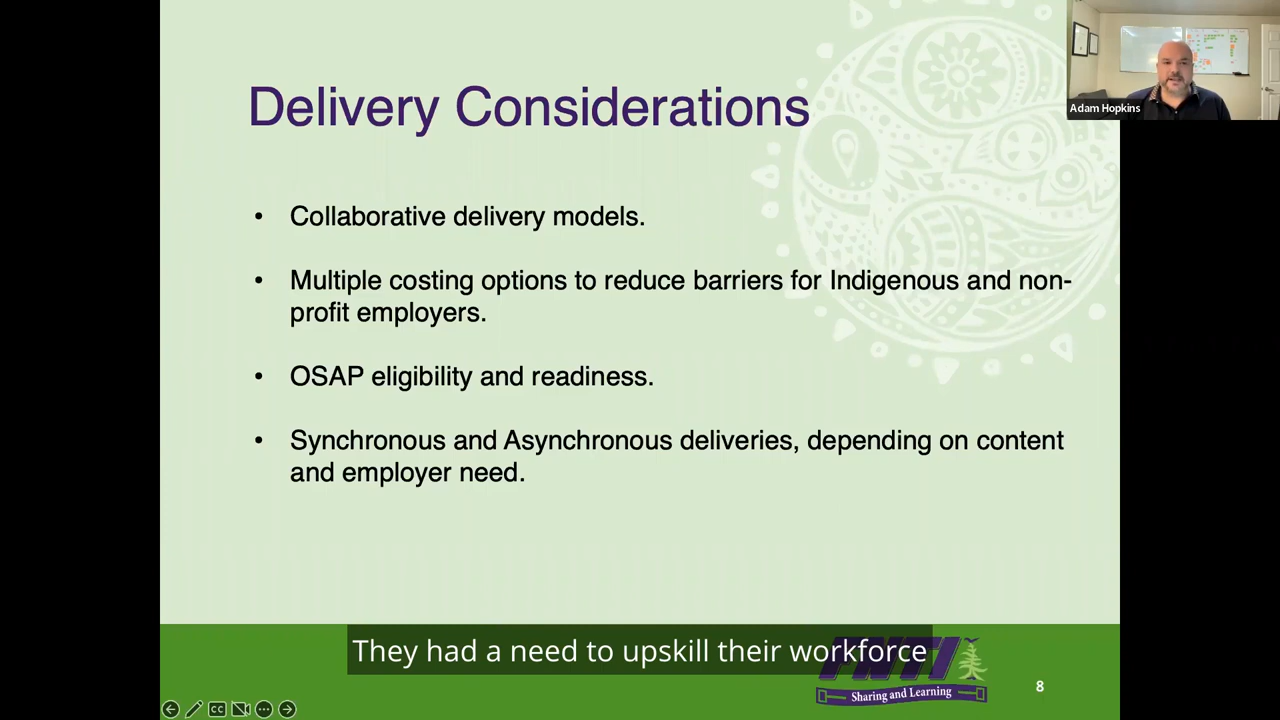 Adam Hopkins
Delivery Considerations
• Collaborative delivery models.
• Multiple costing options to reduce barriers for Indigenous and non-
profit employers.
• OSAP eligibility and readiness.
• Synchronous and Asynchronous deliveries, depending on content
and employer need.
They had a need to upskill their workforce
FNTI
Sharing and Learning
8
CC